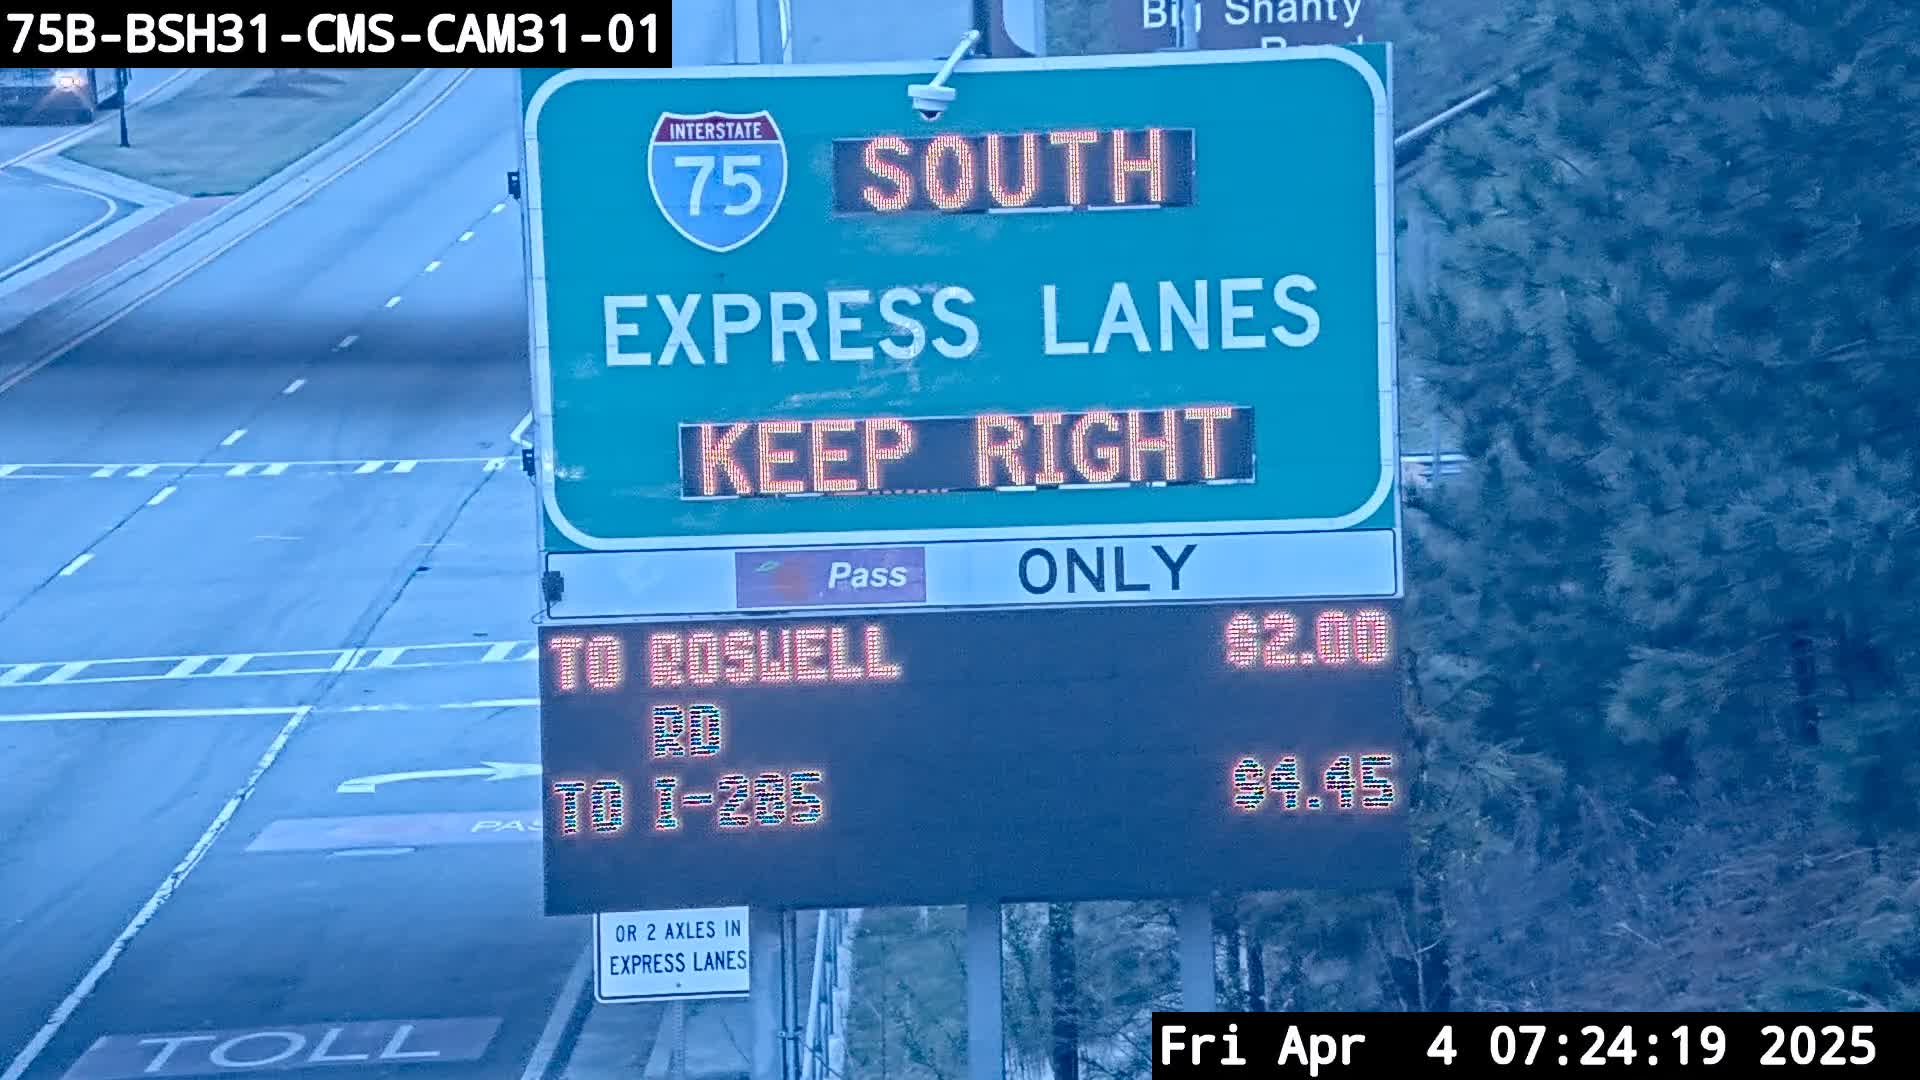 75B-BSH31-CMS-CAM31-01
Big Shanty
INTERSTATE
75
SOUTH
EXPRESS LANES
KEEP RIGHT
Pass ONLY
TO ROSWELL $2.00
RD
TO I-285 $4.45
OR 2 AXLES IN
EXPRESS LANES
TOLL
Fri Apr 4 07:24:19 2025